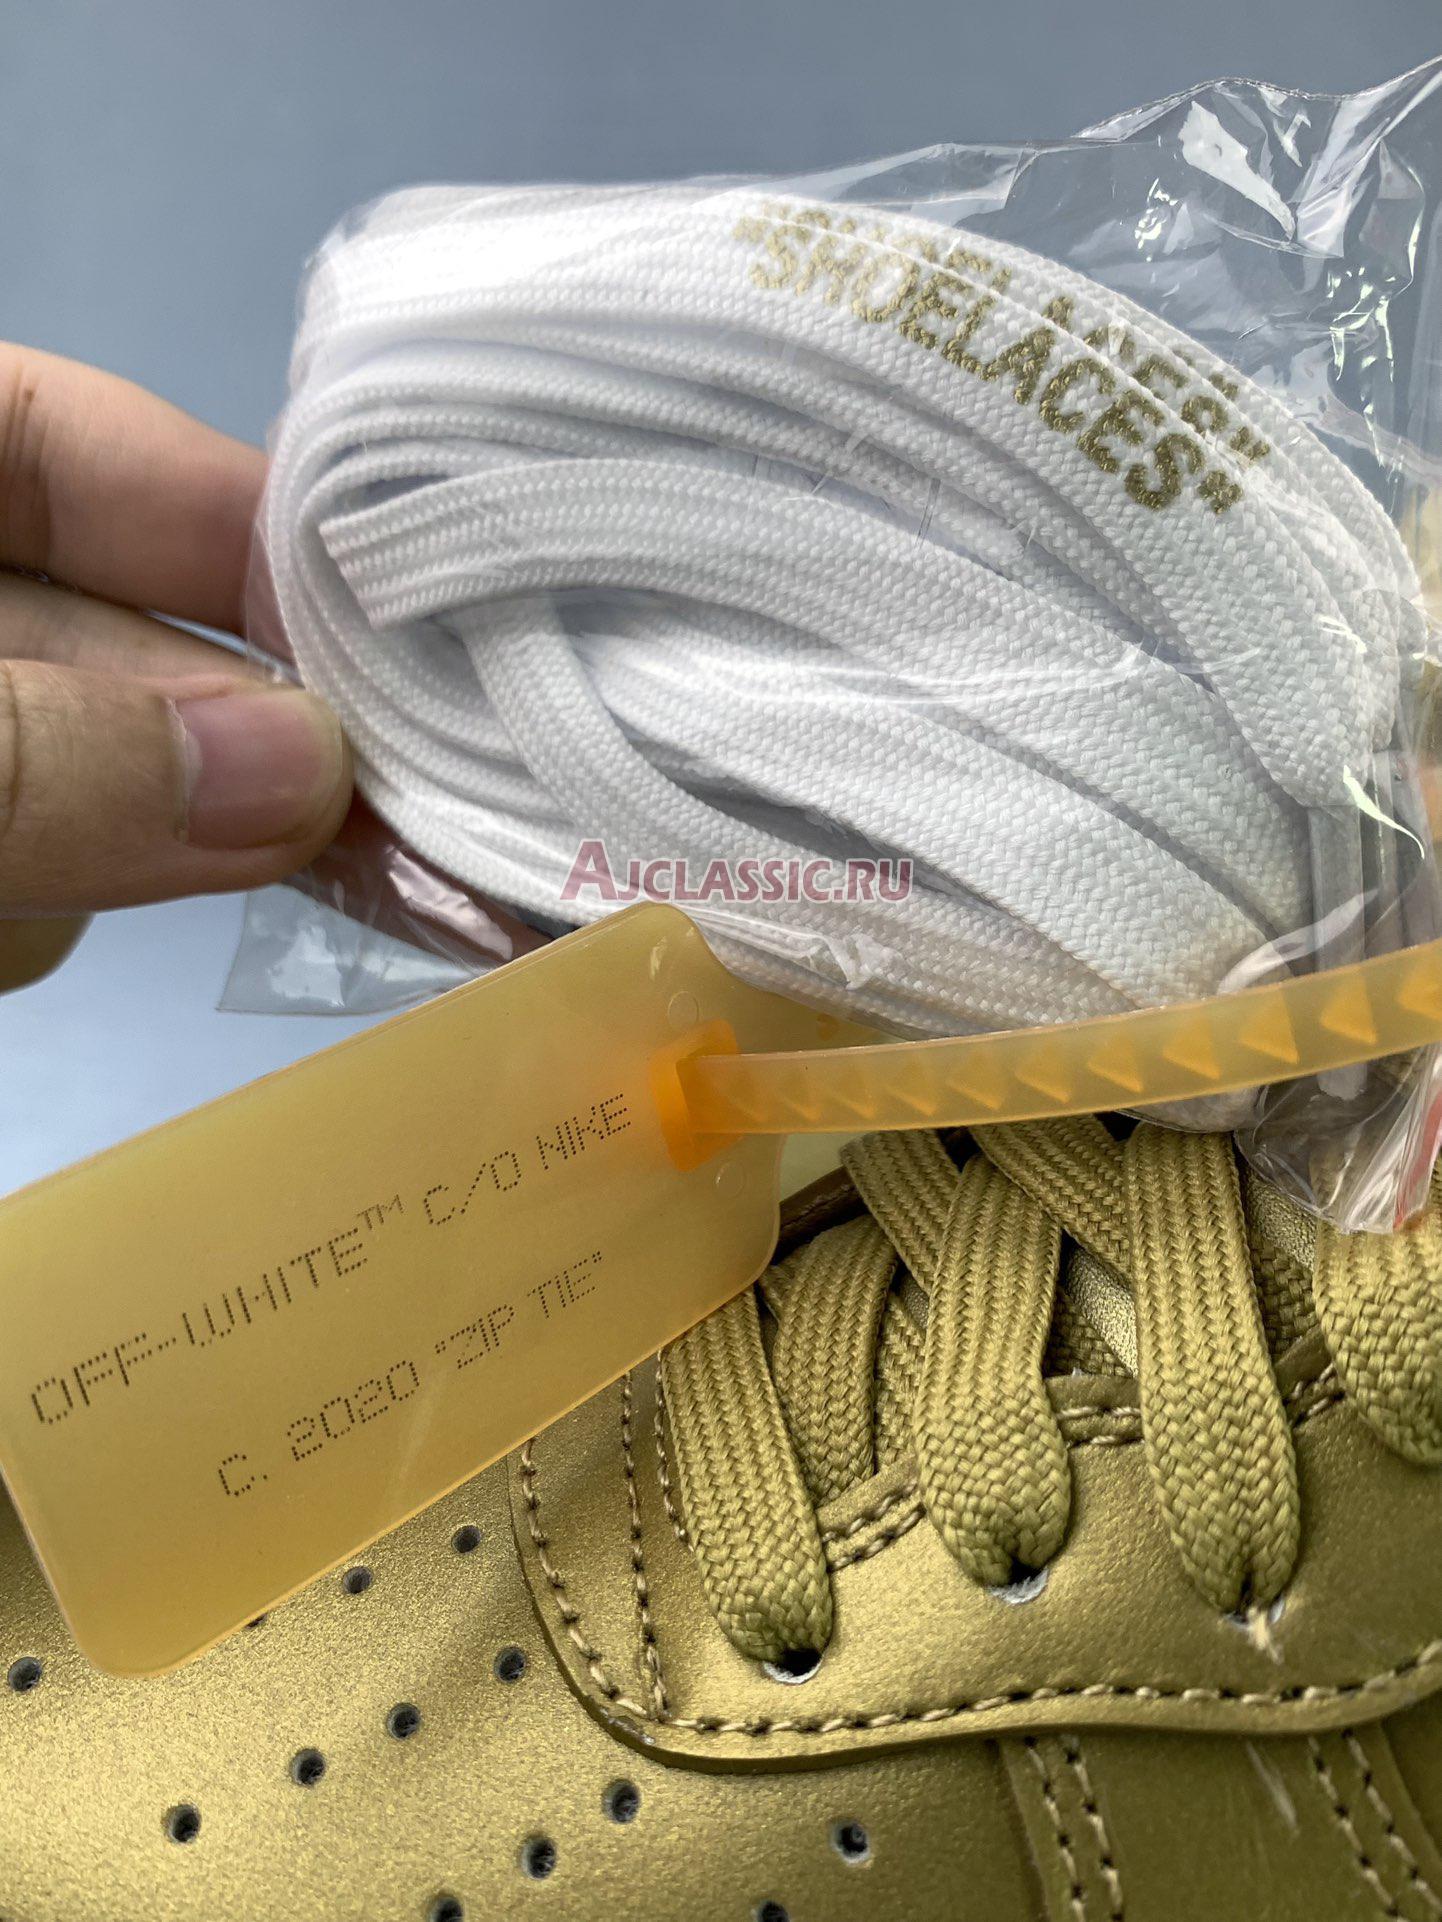 "SHOELACES"
AJCLASSIC.RU
OFF-WHITE™ C/O NIKE
C. 2020 "ZIP TIE"